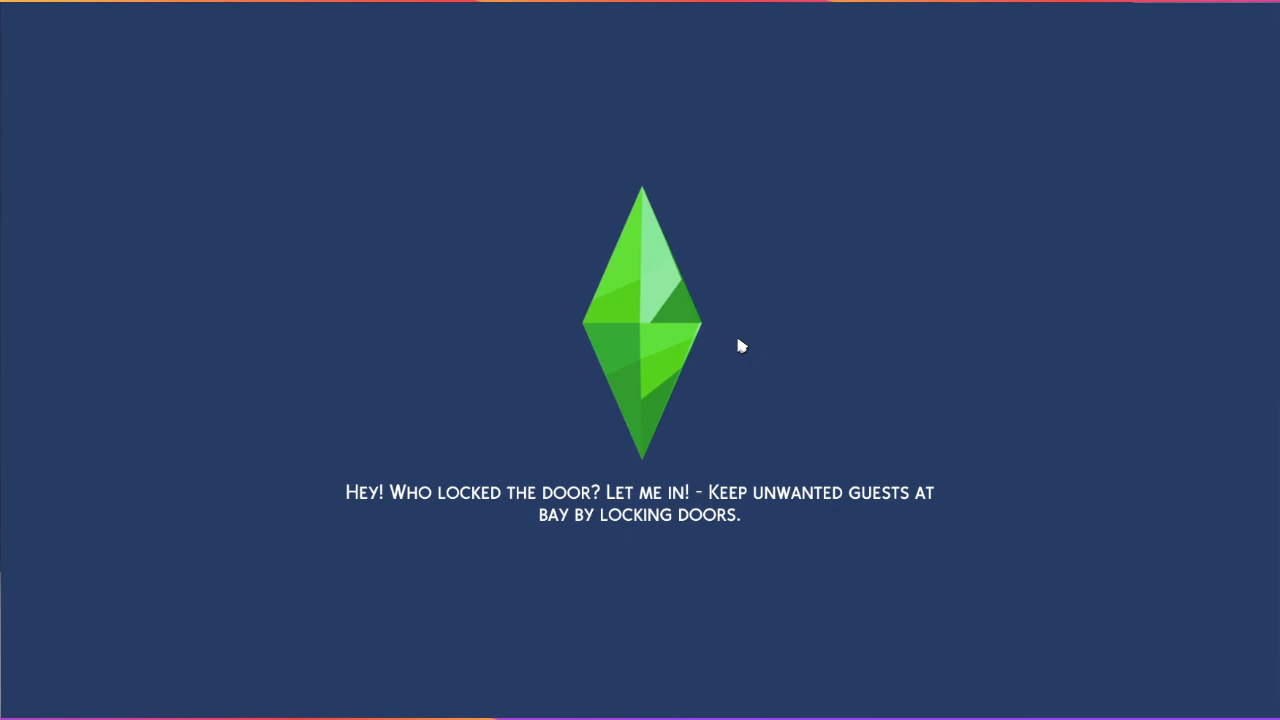 Hey! Who locked the door? Let me in! - Keep unwanted guests at
bay by locking doors.